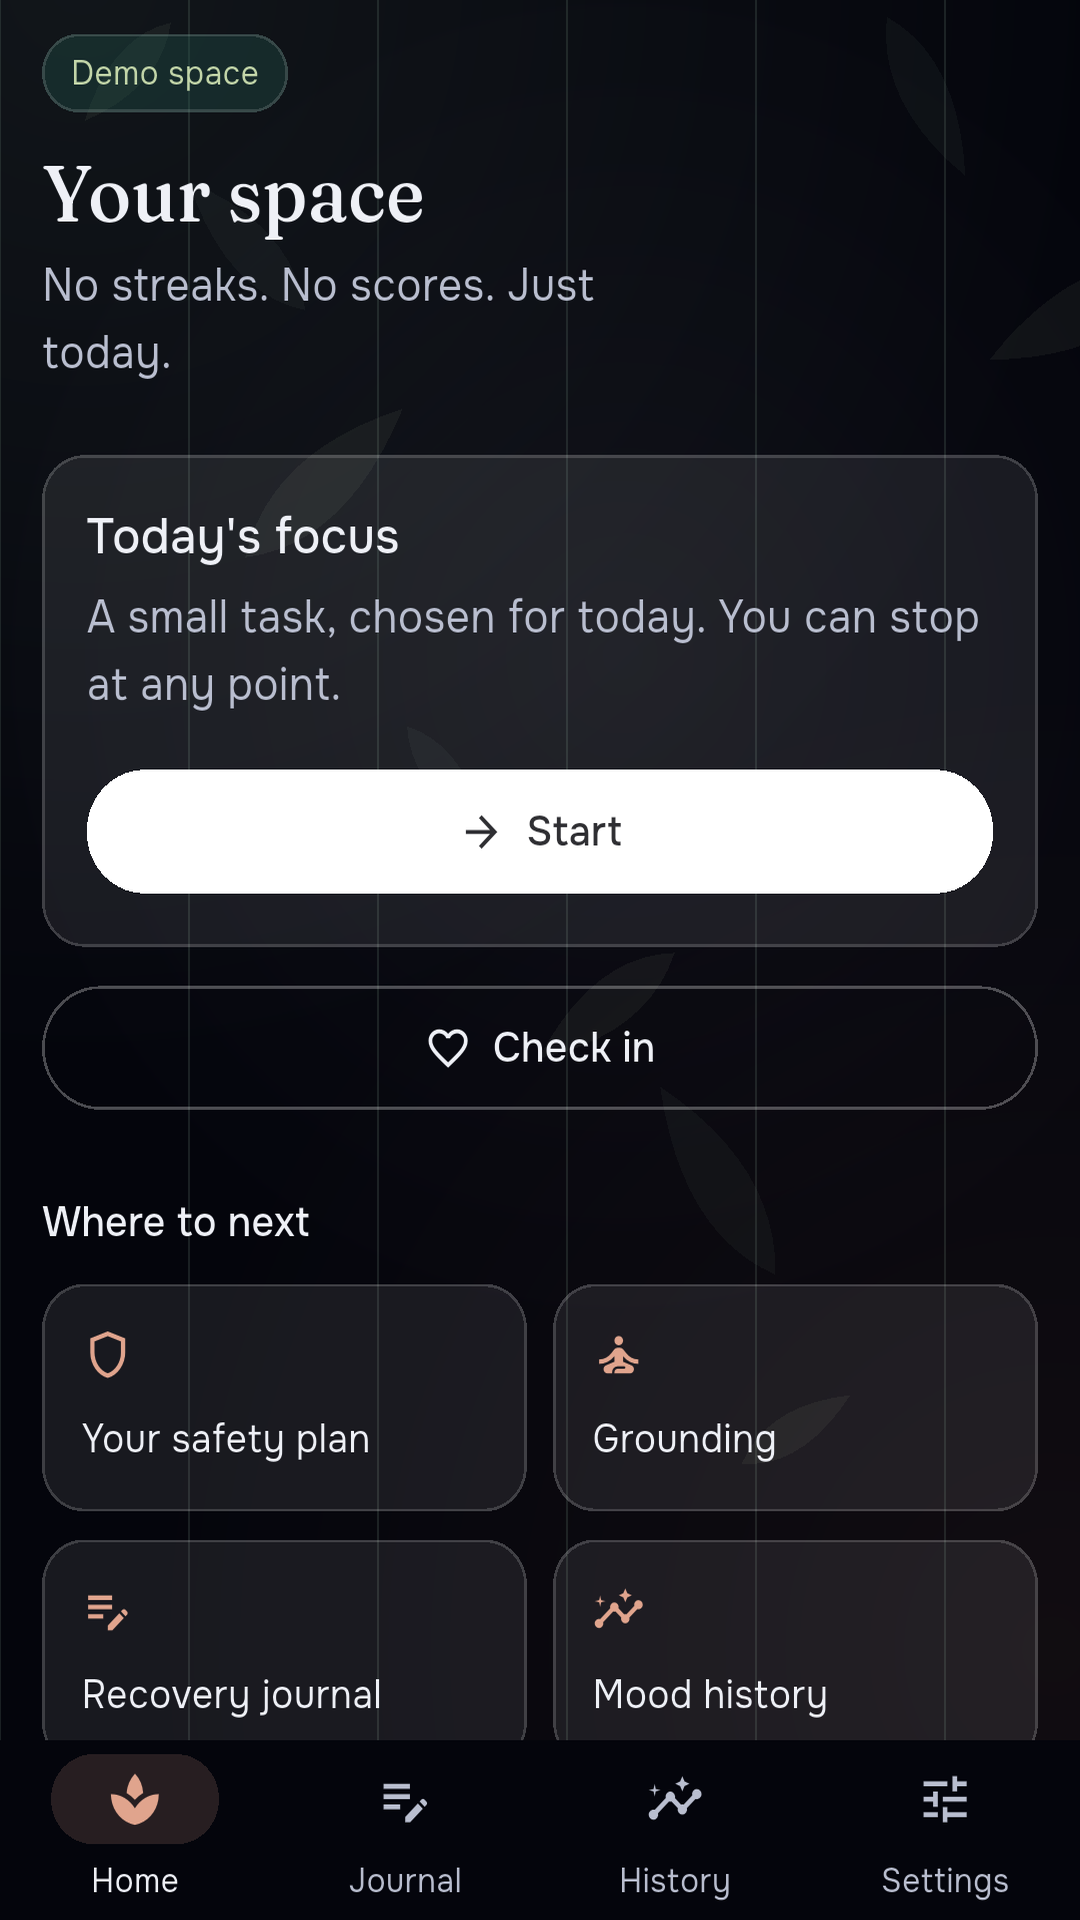 Demo space
Your space
No streaks. No scores. Just
today.
Today's focus
A small task, chosen for today. You can stop
at any point.
Start
Check in
Where to next
Your safety plan
Grounding
Recovery journal
Mood history
Home
Journal
History
Settings